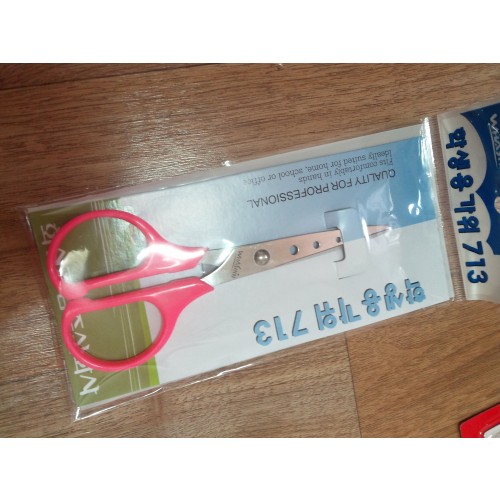 QUALITY FOR PROFESSIONAL
Fits comfortably in hands
ideally suited for home, school or office
학생용가위 713
학생용가위 713